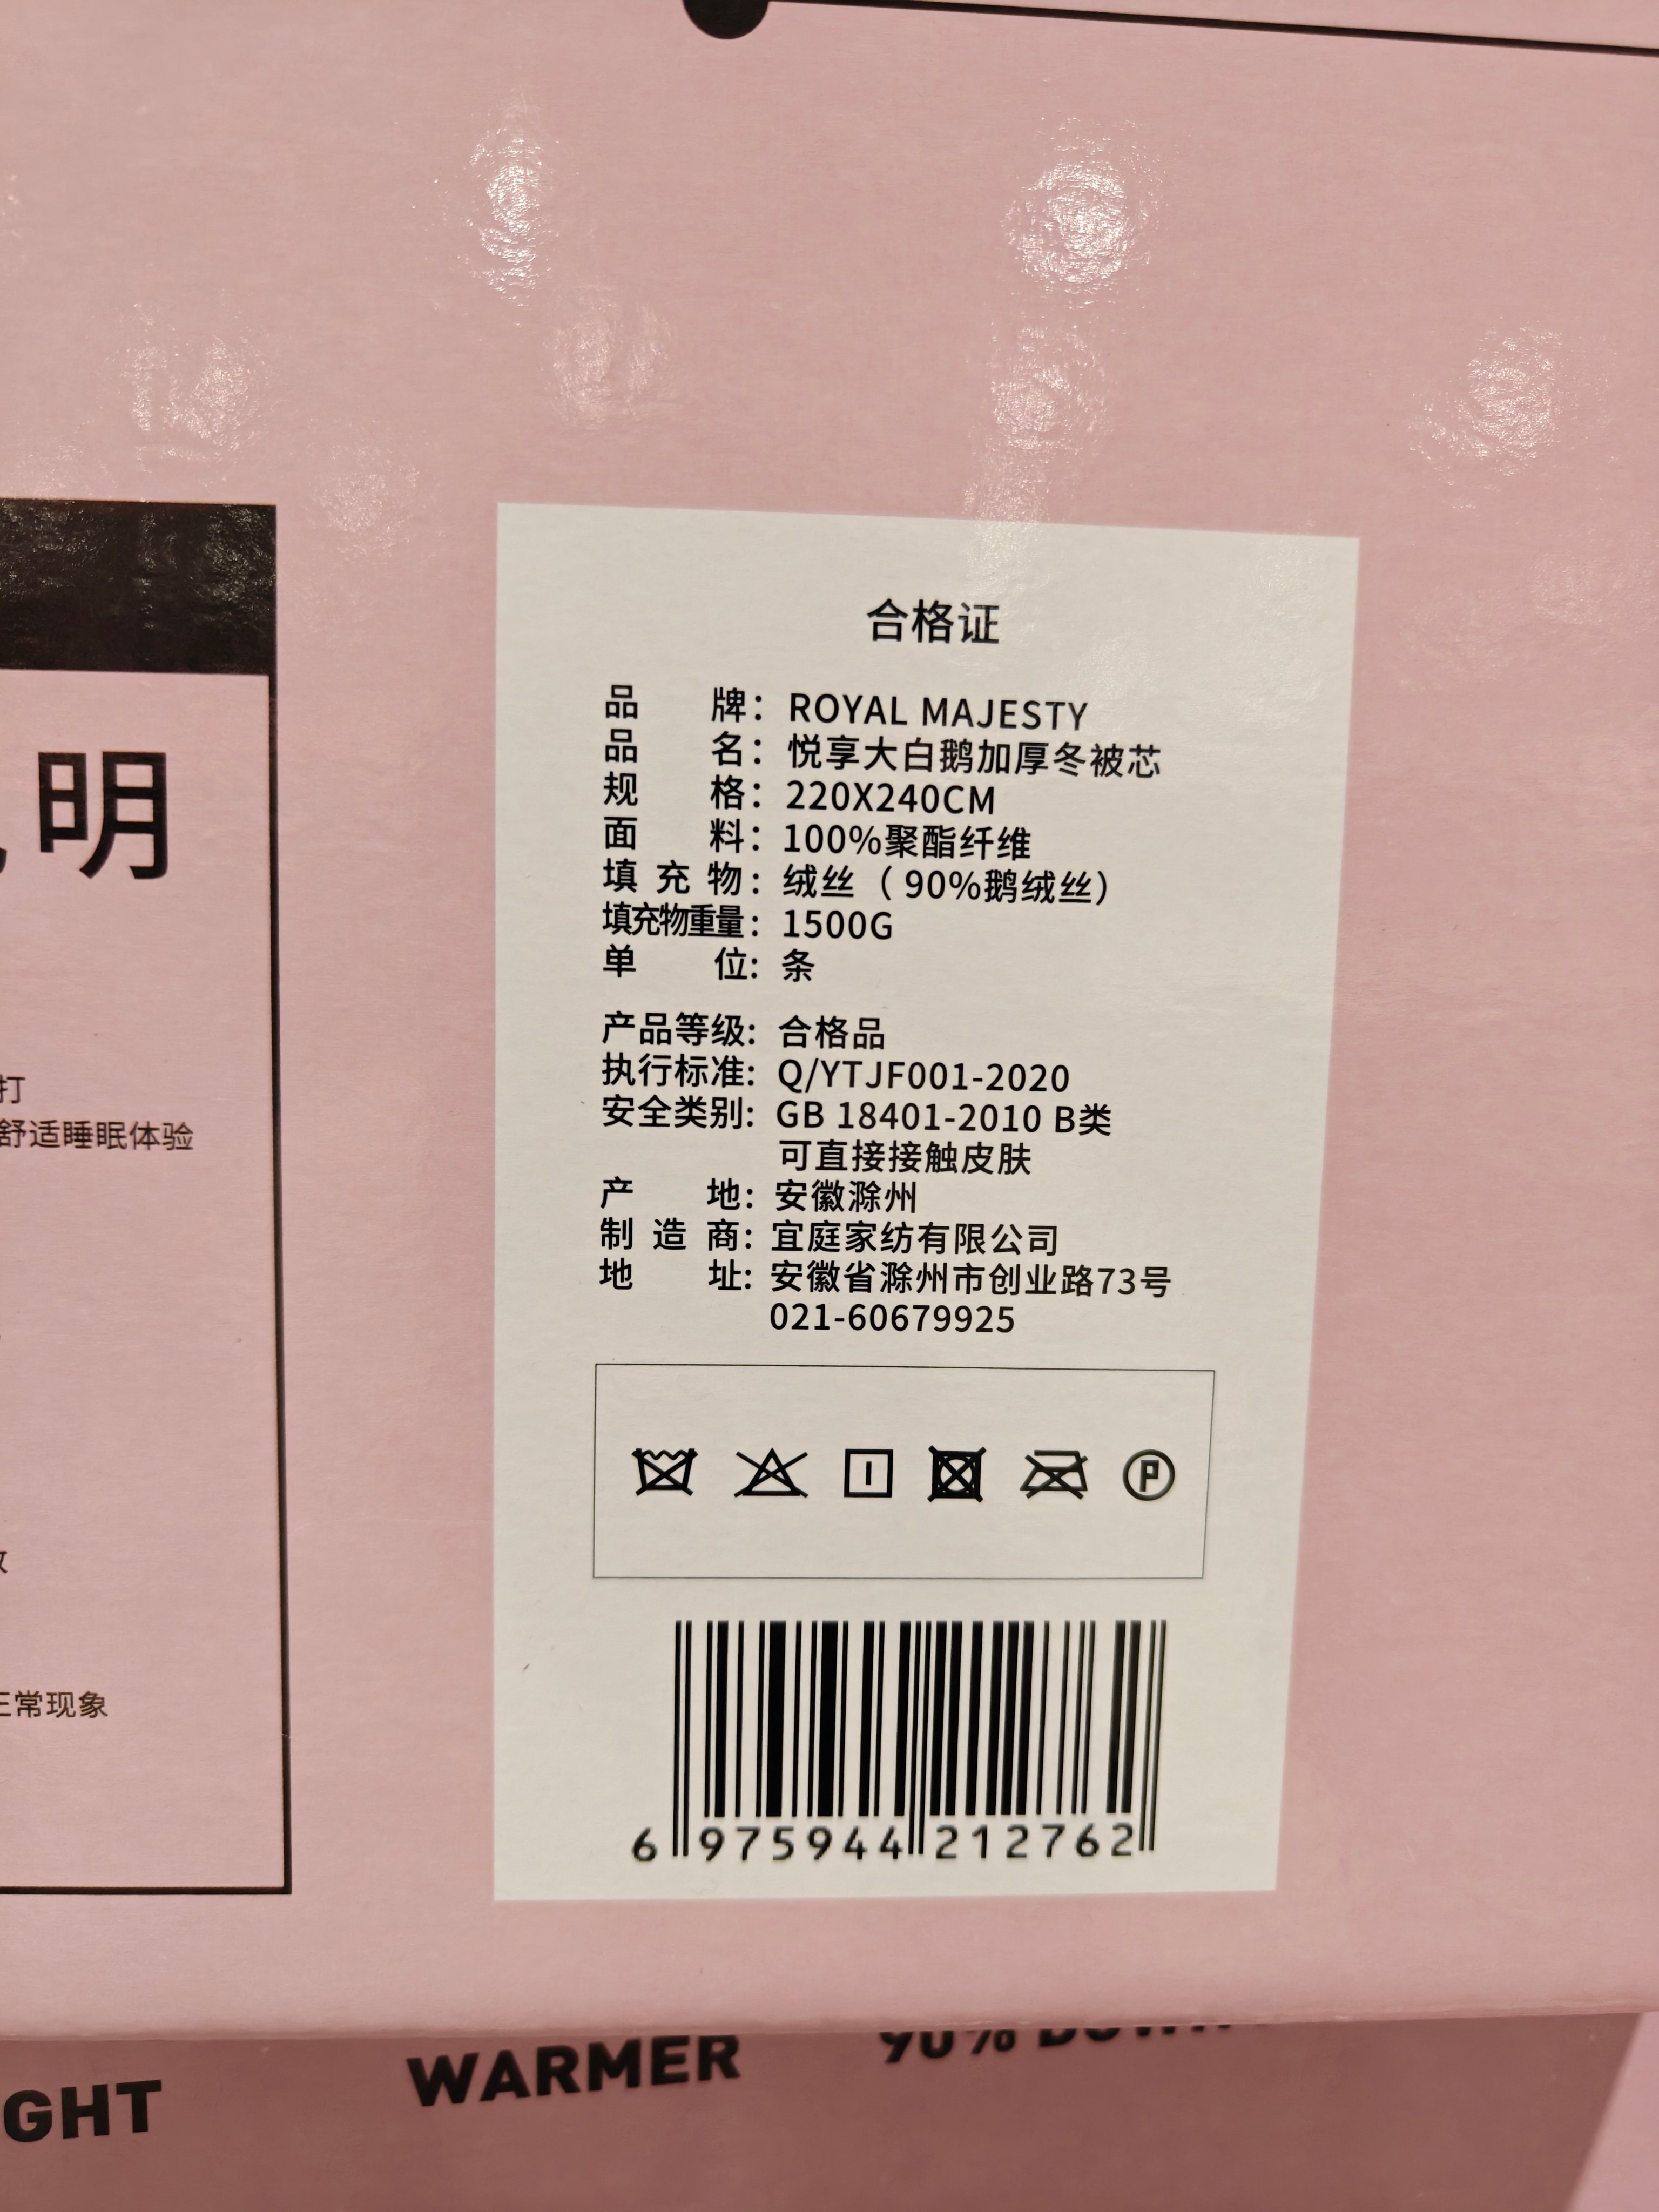 明
打
舒适睡眠体验
正常现象
合格证
品 牌：ROYAL MAJESTY
品 名：悦享大白鹅加厚冬被芯
规 格：220X240CM
面 料：100%聚酯纤维
填 充 物：绒丝（90%鹅绒丝）
填充物重量：1500G
单 位：条
产品等级：合格品
执行标准：Q/YTJF001-2020
安全类别：GB 18401-2010 B类
可直接接触皮肤
产 地：安徽滁州
制 造 商：宜庭家纺有限公司
地 址：安徽省滁州市创业路73号
021-60679925
P
6 975944 212762
GHT
WARMER
90%